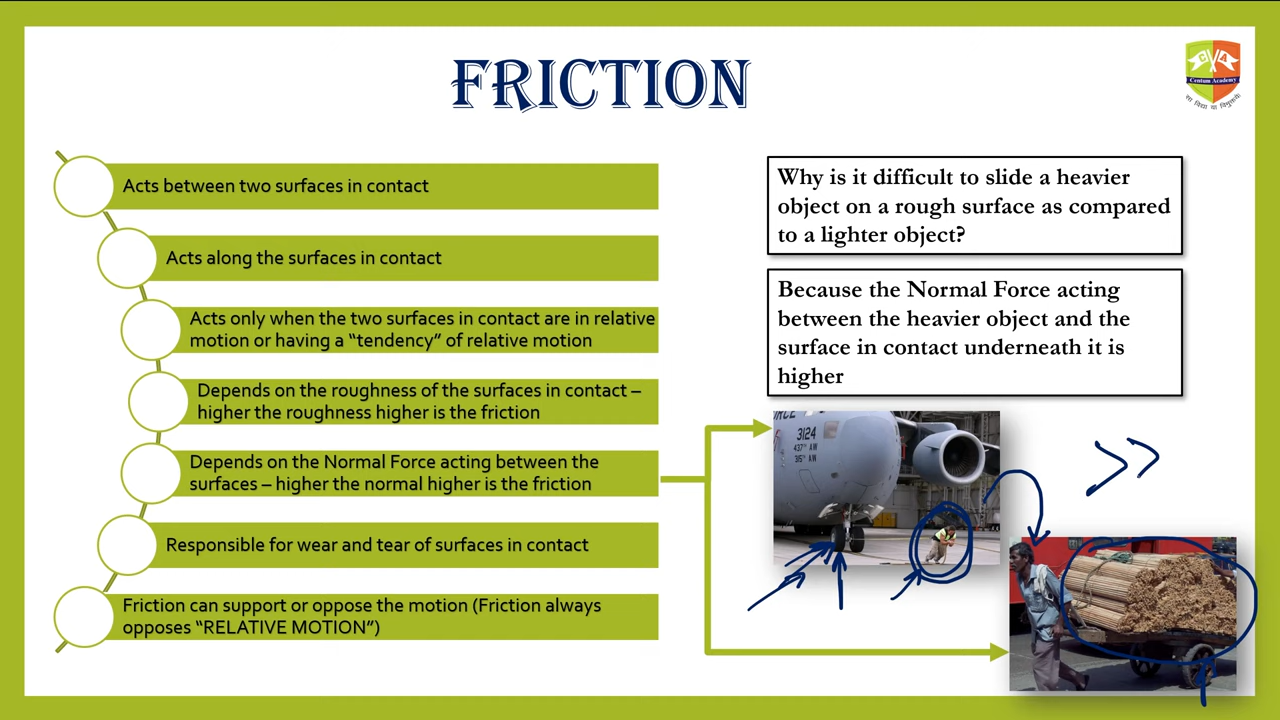 FRICTION
Centum Academy
सा विद्या या विमुक्तये
Acts between two surfaces in contact
Acts along the surfaces in contact
Acts only when the two surfaces in contact are in relative
motion or having a “tendency” of relative motion
Depends on the roughness of the surfaces in contact –
higher the roughness higher is the friction
Depends on the Normal Force acting between the
surfaces – higher the normal higher is the friction
Responsible for wear and tear of surfaces in contact
Friction can support or oppose the motion (Friction always
opposes “RELATIVE MOTION”)
Why is it difficult to slide a heavier
object on a rough surface as compared
to a lighter object?
Because the Normal Force acting
between the heavier object and the
surface in contact underneath it is
higher
3124
437TH AW
315TH AW
>>